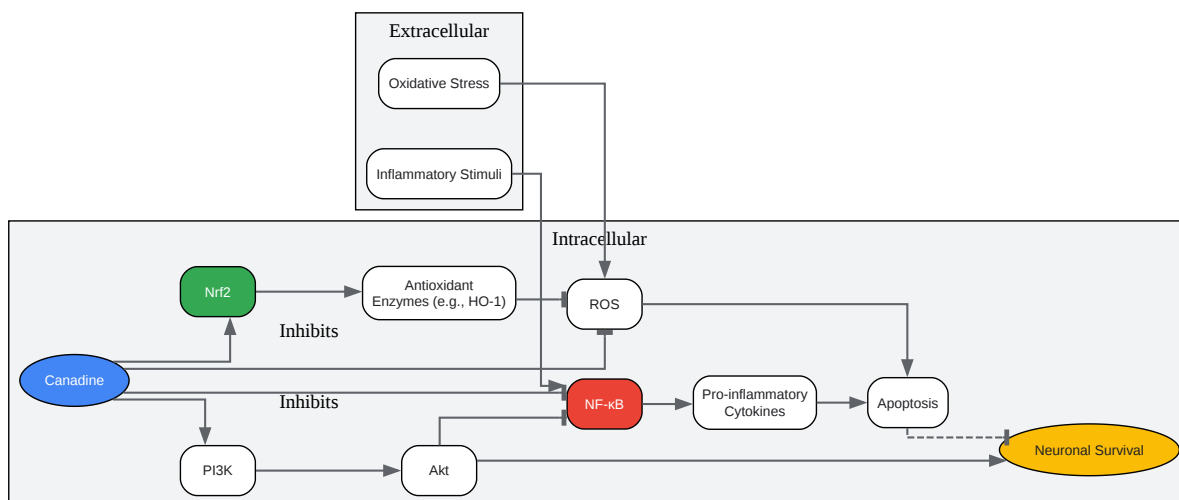 Extracellular
Oxidative Stress
Inflammatory Stimuli
Intracellular
Nrf2
Antioxidant
Enzymes (e.g., HO-1)
ROS
Inhibits
Canadine
Inhibits
NF-κB
Pro-inflammatory
Cytokines
Apoptosis
PI3K
Akt
Neuronal Survival